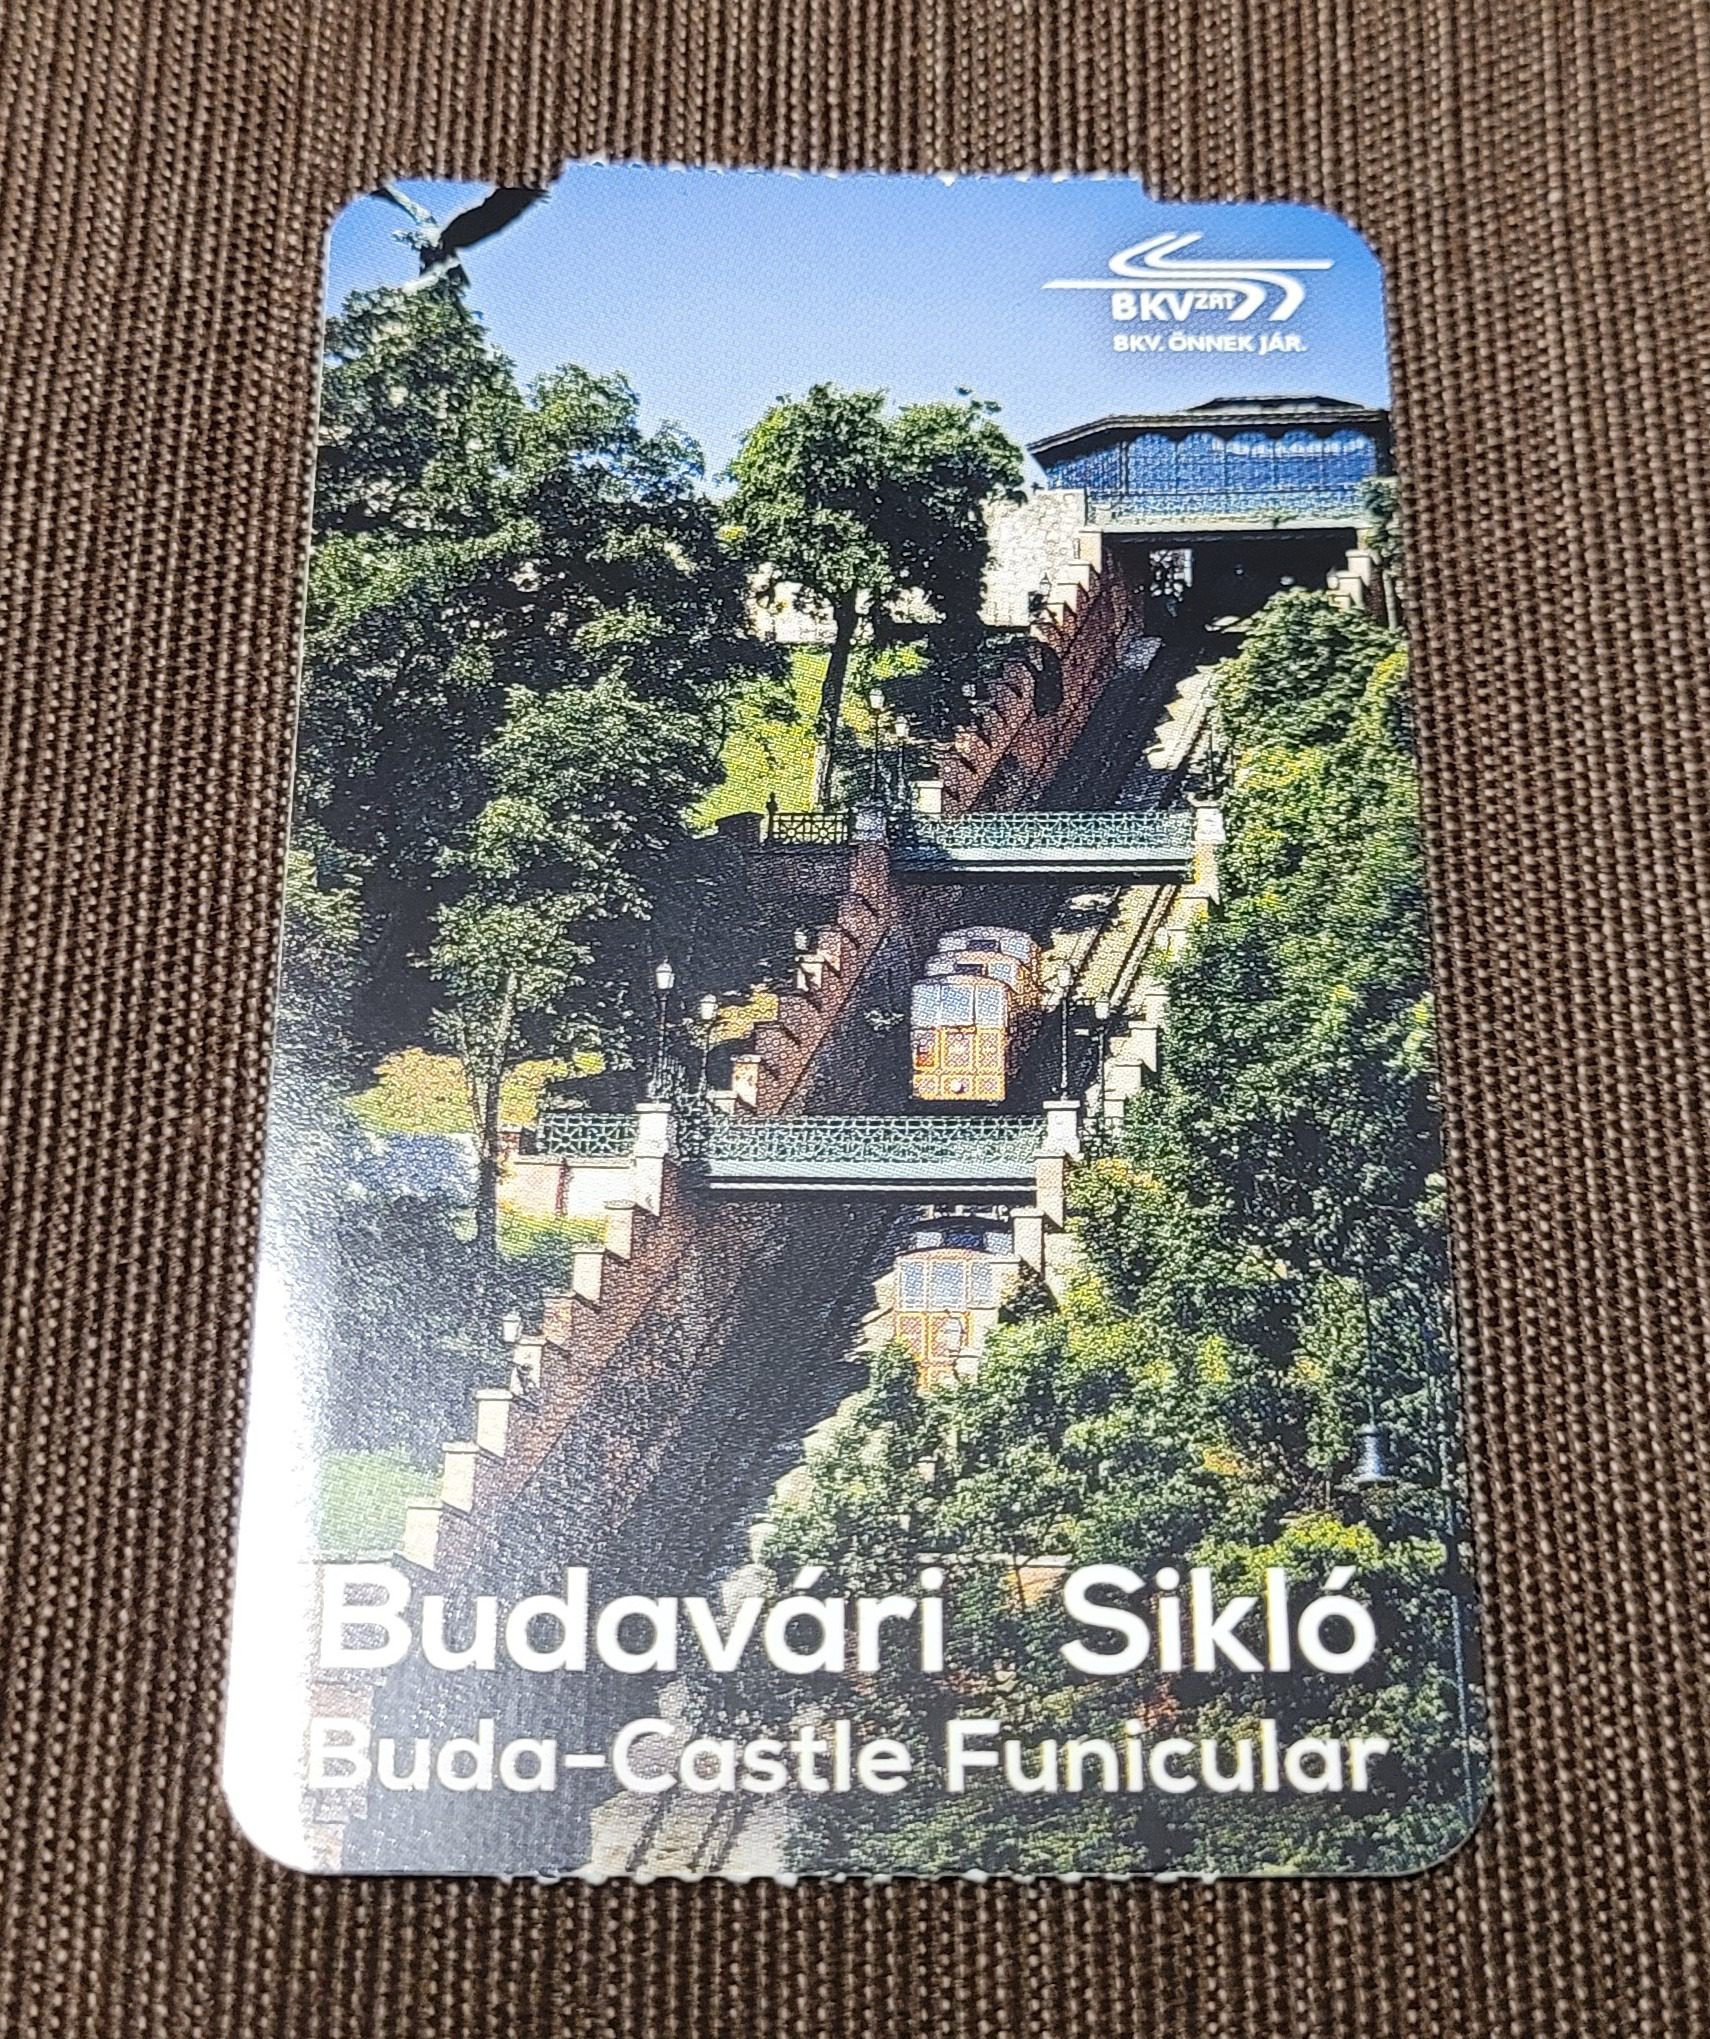 BKV ZRT
BKV. ÖNNEK JÁR.
Budavári Sikló
Buda-Castle Funicular